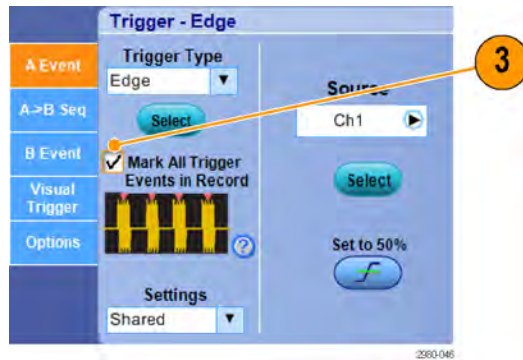 Trigger - Edge
A Event
A->B Seq
B Event
Visual
Trigger
Options
Trigger Type
Edge
Select
Mark All Trigger
Events in Record
?
Settings
Shared
Source
Ch1
Select
Set to 50%
3
2980-046